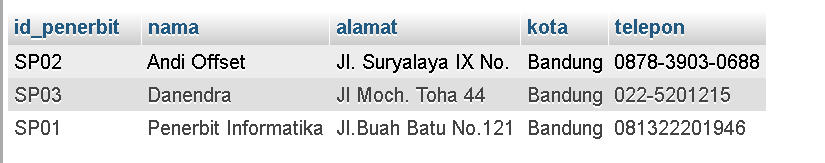 id_penerbit nama alamat kota telepon
SP02 Andi Offset Jl. Suryalaya IX No. Bandung 0878-3903-0688
SP03 Danendra Jl Moch. Toha 44 Bandung 022-5201215
SP01 Penerbit Informatika Jl.Buah Batu No.121 Bandung 081322201946